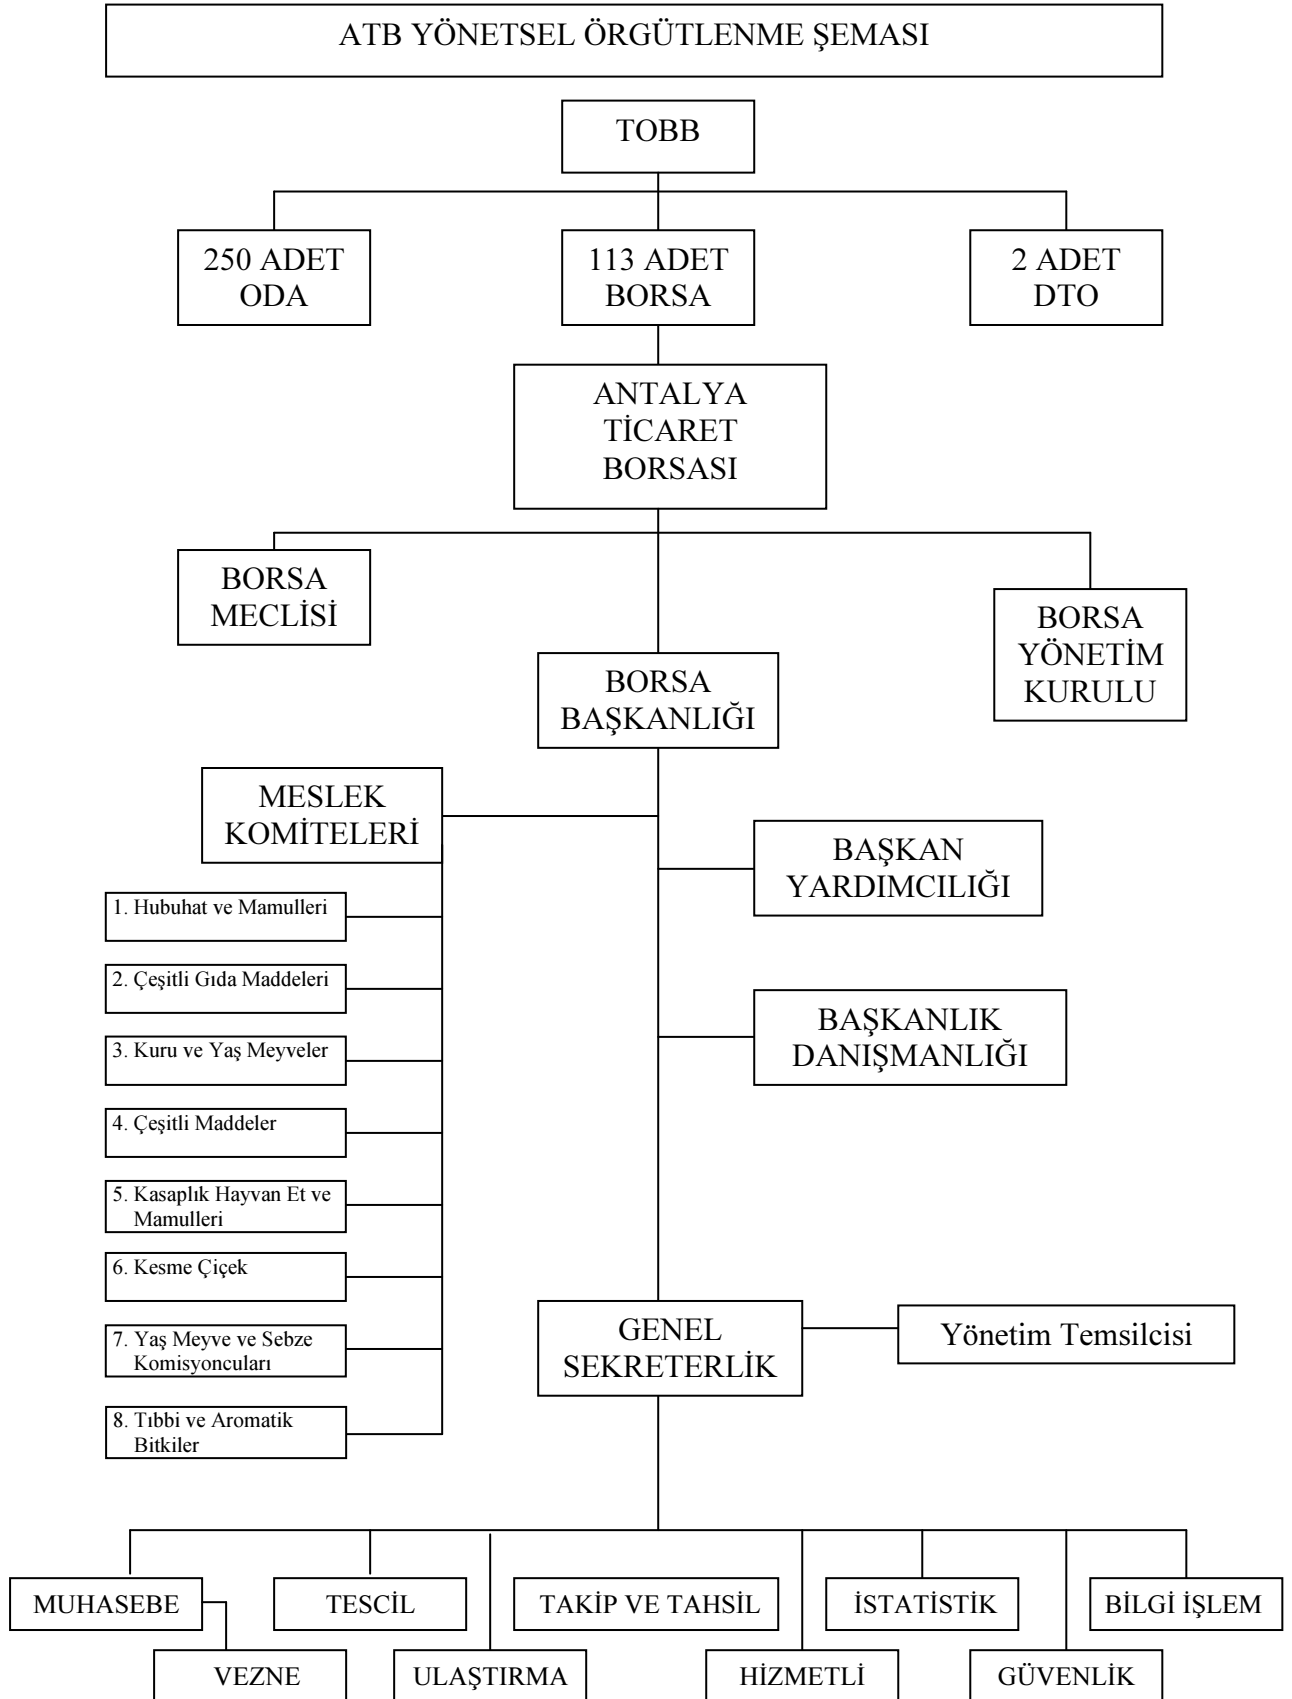 ATB YÖNETSEL ÖRGÜTLENME ŞEMASI
TOBB
250 ADET
ODA
113 ADET
BORSA
2 ADET
DTO
ANTALYA
TİCARET
BORSASI
BORSA
MECLİSİ
BORSA
YÖNETİM
KURULU
BORSA
BAŞKANLIĞI
MESLEK
KOMİTELERİ
BAŞKAN
YARDIMCILIĞI
1. Hubuhat ve Mamulleri
2. Çeşitli Gıda Maddeleri
3. Kuru ve Yaş Meyveler
4. Çeşitli Maddeler
5. Kasaplık Hayvan Et ve
Mamulleri
6. Kesme Çiçek
7. Yaş Meyve ve Sebze
Komisyoncuları
8. Tıbbi ve Aromatik
Bitkiler
BAŞKANLIK
DANIŞMANLIĞI
GENEL
SEKRETERLİK
Yönetim Temsilcisi
MUHASEBE
TESCİL
TAKİP VE TAHSİL
İSTATİSTİK
BİLGİ İŞLEM
VEZNE
ULAŞTIRMA
HİZMETLİ
GÜVENLİK